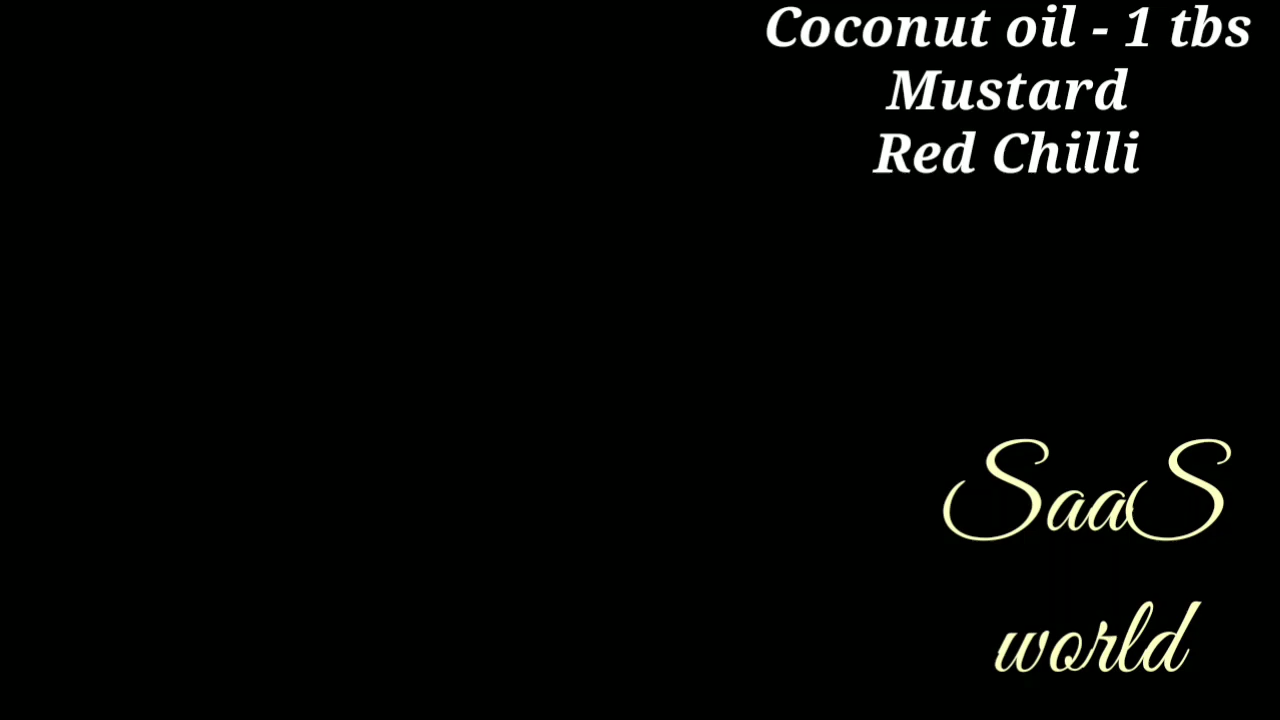 Coconut oil - 1 tbs
Mustard
Red Chilli
SaaS
world